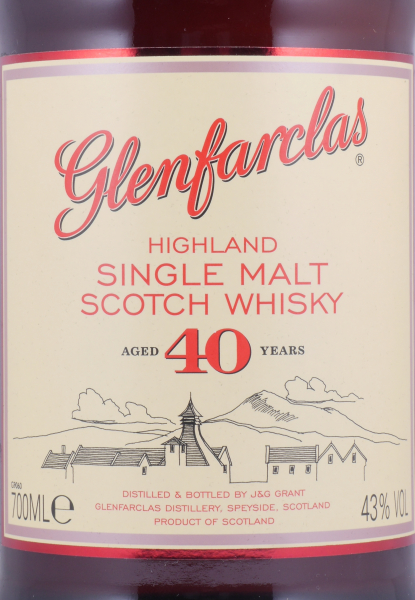 Glenfarclas®
HIGHLAND
SINGLE MALT
SCOTCH WHISKY
AGED 40 YEARS
DISTILLED & BOTTLED BY J&G GRANT
GLENFARCLAS DISTILLERY, SPEYSIDE, SCOTLAND
PRODUCT OF SCOTLAND
700ML℮
43% VOL